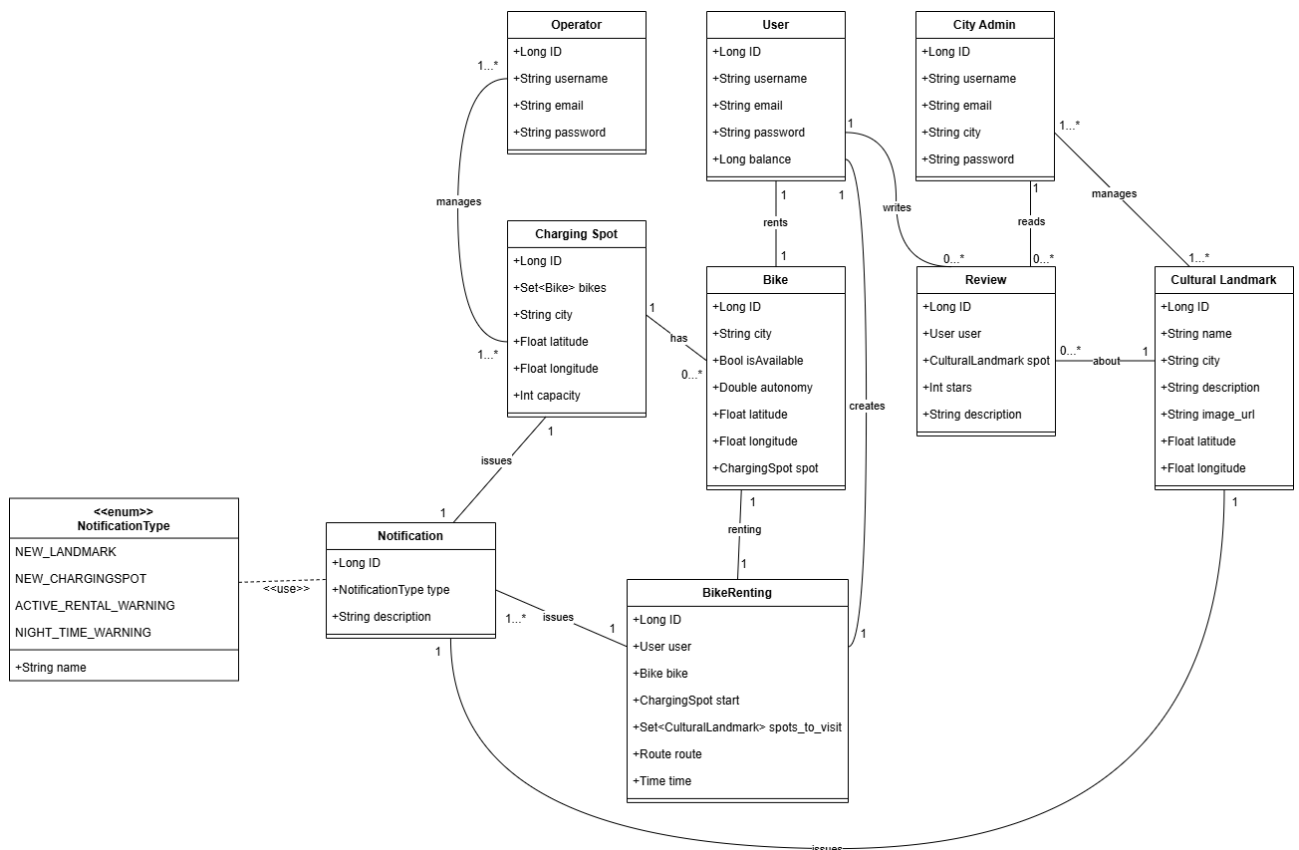 Operator
+Long ID
+String username
+String email
+String password
User
+Long ID
+String username
+String email
+String password
+Long balance
City Admin
+Long ID
+String username
+String email
+String city
+String password
1...*
manages
1...*
1
writes
0...*
1
rents
1
1
creates
1
1
reads
0...*
1...*
manages
1...*
Charging Spot
+Long ID
+Set<Bike> bikes
+String city
+Float latitude
+Float longitude
+Int capacity
1
has
0...*
Bike
+Long ID
+String city
+Bool isAvailable
+Double autonomy
+Float latitude
+Float longitude
+ChargingSpot spot
Review
+Long ID
+User user
+CulturalLandmark spot
+Int stars
+String description
0...*
about
1
Cultural Landmark
+Long ID
+String name
+String city
+String description
+String image_url
+Float latitude
+Float longitude
1
issues
1
1
renting
1
<<enum>>
NotificationType
NEW_LANDMARK
NEW_CHARGINGSPOT
ACTIVE_RENTAL_WARNING
NIGHT_TIME_WARNING
+String name
<<use>>
Notification
+Long ID
+NotificationType type
+String description
1...*
issues
1
BikeRenting
+Long ID
+User user
+Bike bike
+ChargingSpot start
+Set<CulturalLandmark> spots_to_visit
+Route route
+Time time
1
1
issues